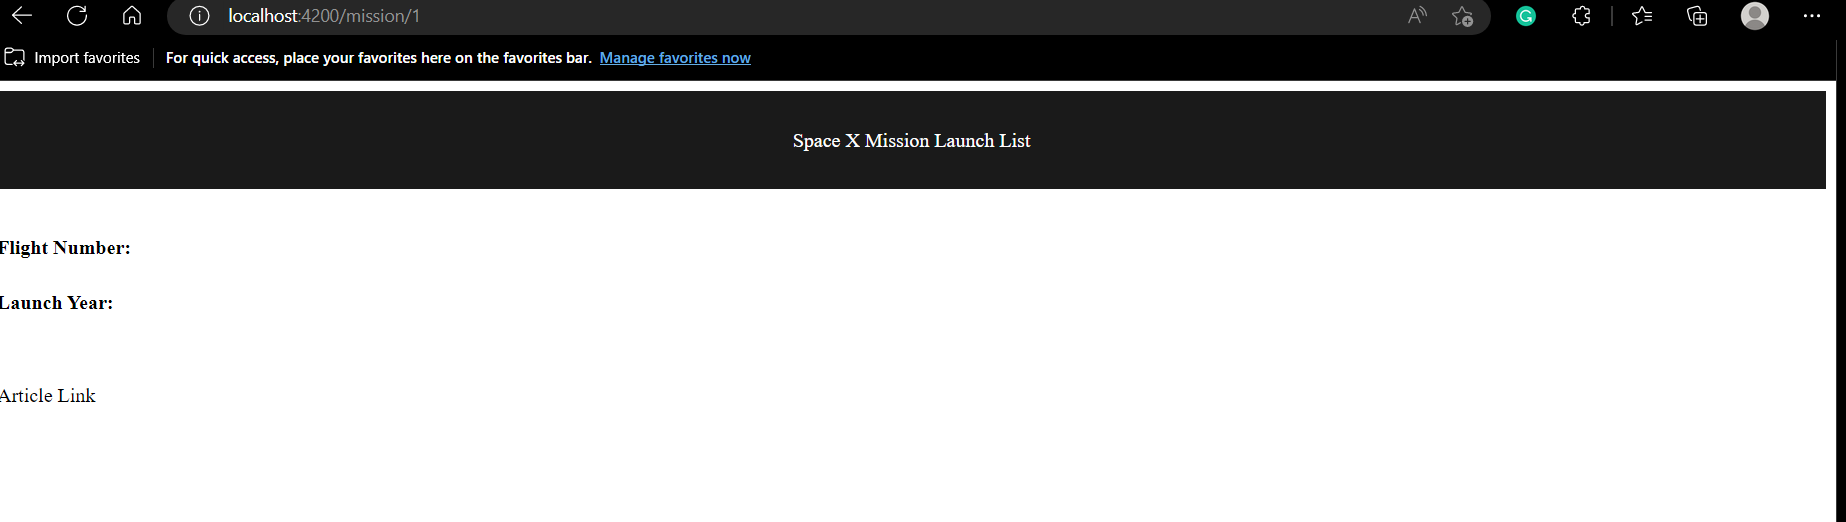 localhost:4200/mission/1
Import favorites For quick access, place your favorites here on the favorites bar. Manage favorites now
Space X Mission Launch List
Flight Number:
Launch Year:
Article Link